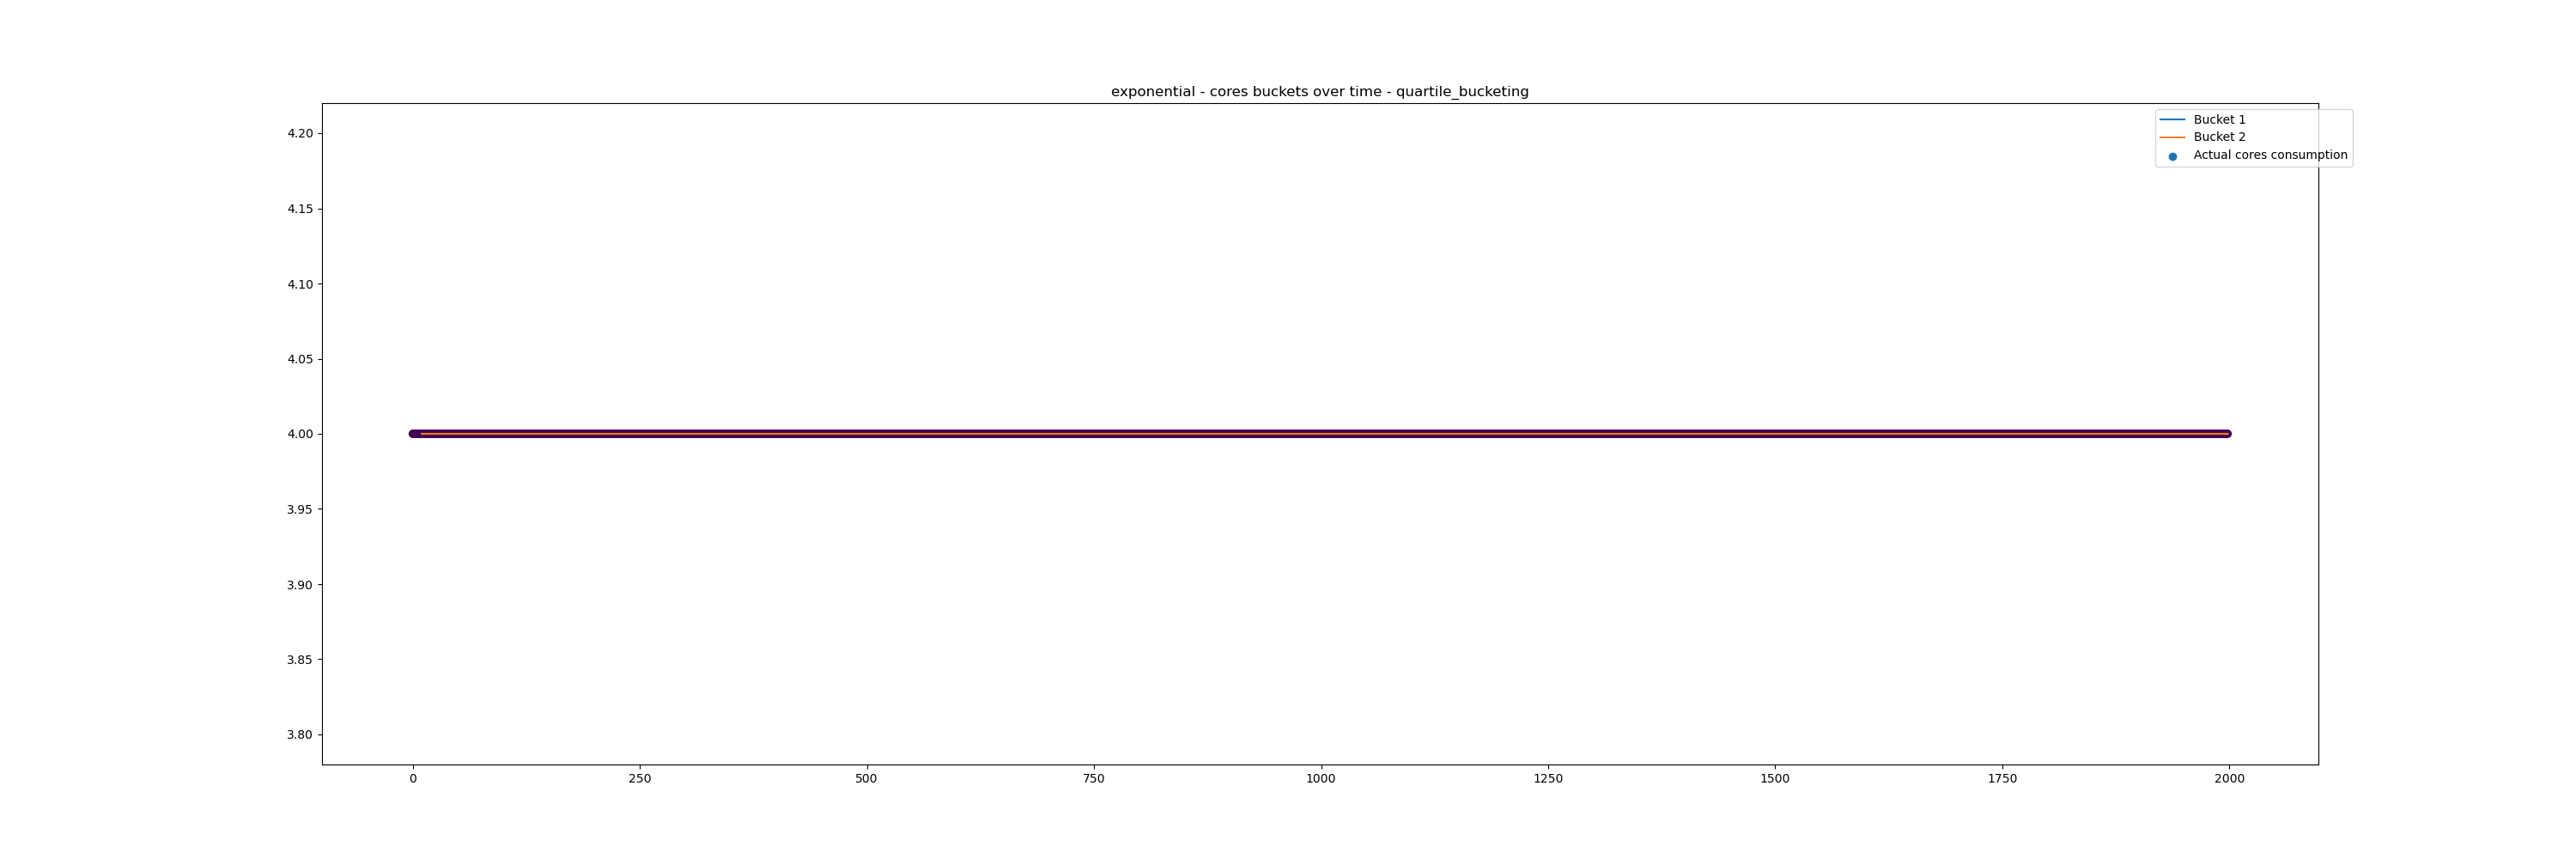 exponential - cores buckets over time - quartile_bucketing
Bucket 1
Bucket 2
Actual cores consumption
4.20
4.15
4.10
4.05
4.00
3.95
3.90
3.85
3.80
0 250 500 750 1000 1250 1500 1750 2000